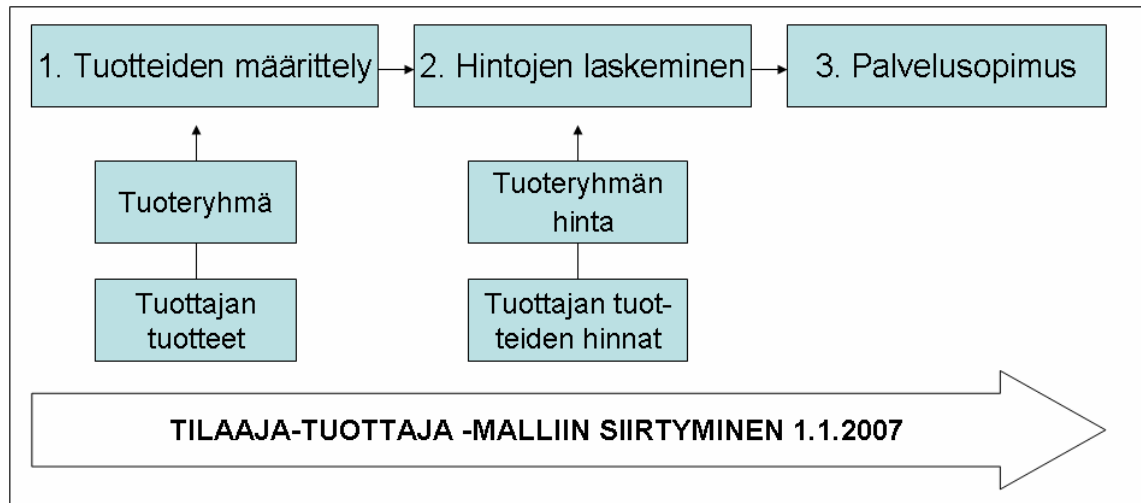 1. Tuotteiden määrittely
2. Hintojen laskeminen
3. Palvelusopimus
Tuoteryhmä
Tuoteryhmän
hinta
Tuottajan
tuotteet
Tuottajan tuot-
teiden hinnat
TILAAJA-TUOTTAJA -MALLIIN SIIRTYMINEN 1.1.2007